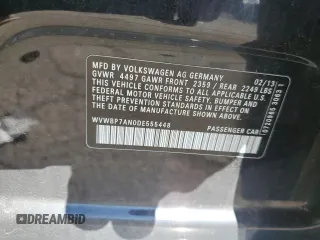 MFD. BY VOLKSWAGEN AG GERMANY 02/13
GVWR 4497 GAWR FRONT 2359 / REAR 2249 LBS
THIS VEHICLE CONFORMS TO ALL APPLICABLE U.S.
FEDERAL MOTOR VEHICLE SAFETY, BUMPER, AND
THEFT PREVENTION STANDARDS IN EFFECT ON THE
DATE OF MANUFACTURE SHOWN ABOVE.
WVWBP7AN0DE555446 PASSENGER CAR
DREAMBID